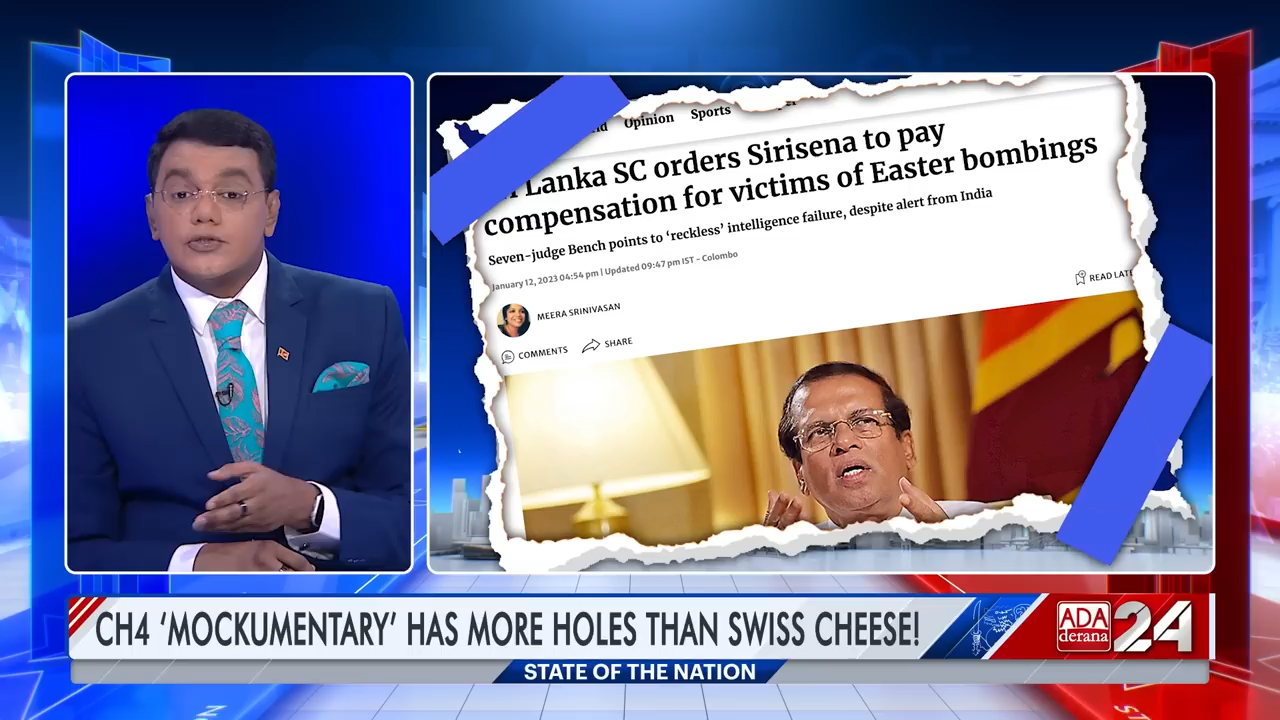 Opinion Sports
Lanka SC orders Sirisena to pay
compensation for victims of Easter bombings
Seven-judge Bench points to ‘reckless’ intelligence failure, despite alert from India
January 12, 2023 04:54 pm | Updated 09:47 pm IST - Colombo
READ
MEERA SRINIVASAN
COMMENTS SHARE
CH4 ‘MOCKUMENTARY’ HAS MORE HOLES THAN SWISS CHEESE!
ADA
derana
24
STATE OF THE NATION